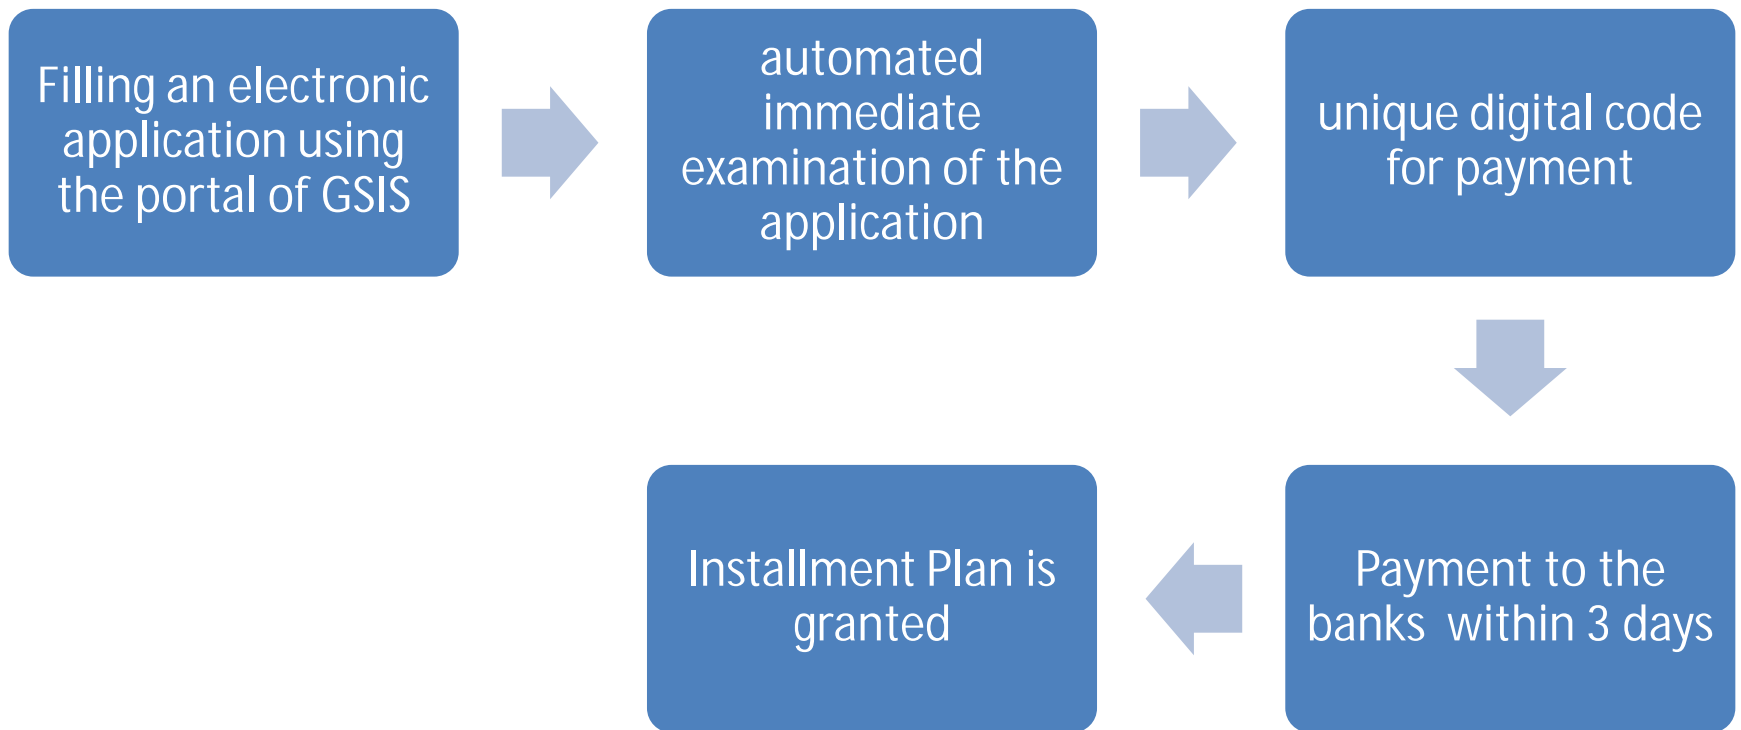 Filling an electronic
application using
the portal of GSIS
automated
immediate
examination of the
application
unique digital code
for payment
Payment to the
banks  within 3 days
Installment Plan is
granted